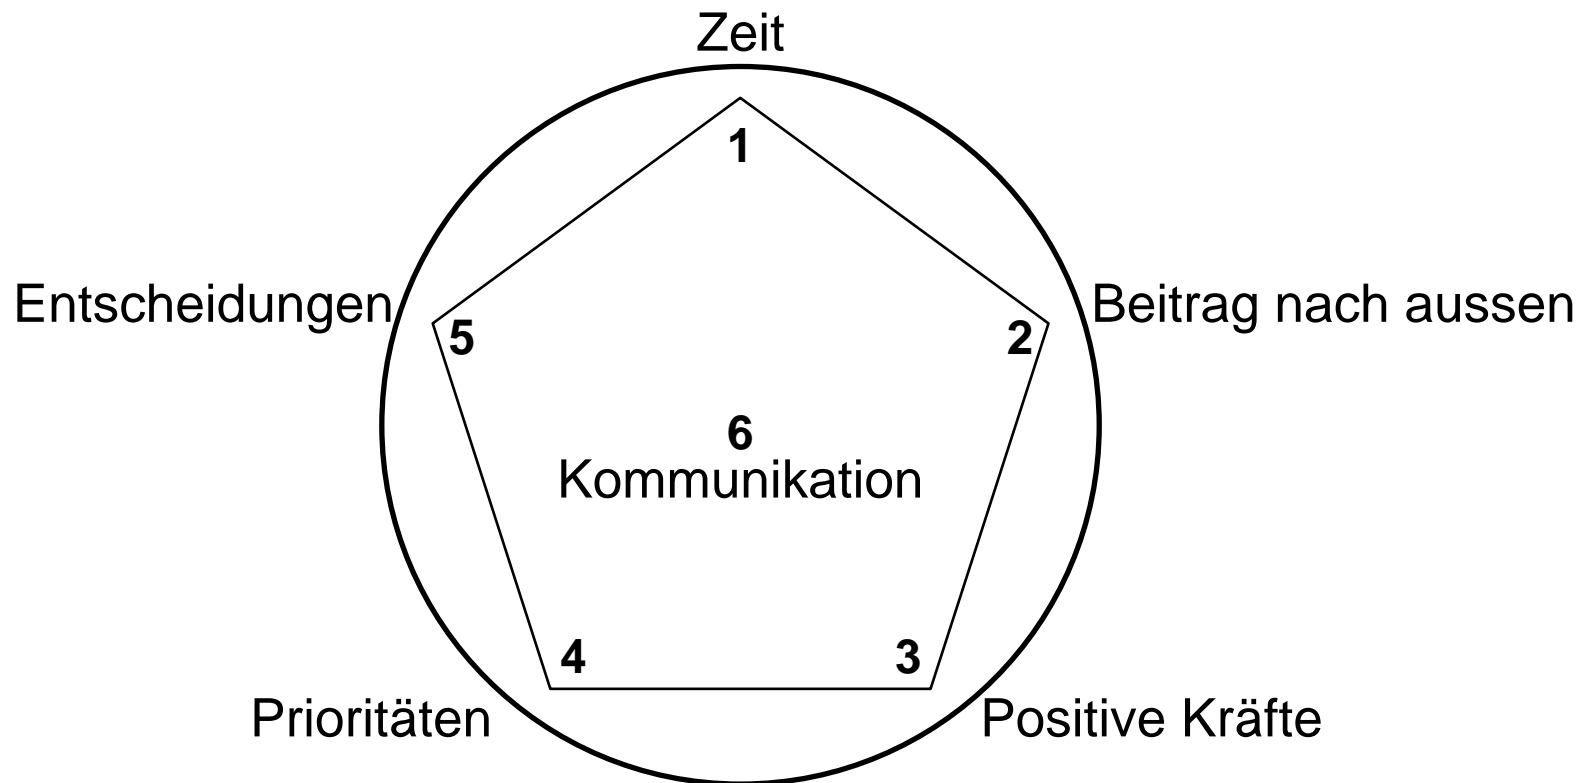 Zeit
1
Entscheidungen
Beitrag nach aussen
5
2
6
Kommunikation
4
3
Prioritäten
Positive Kräfte